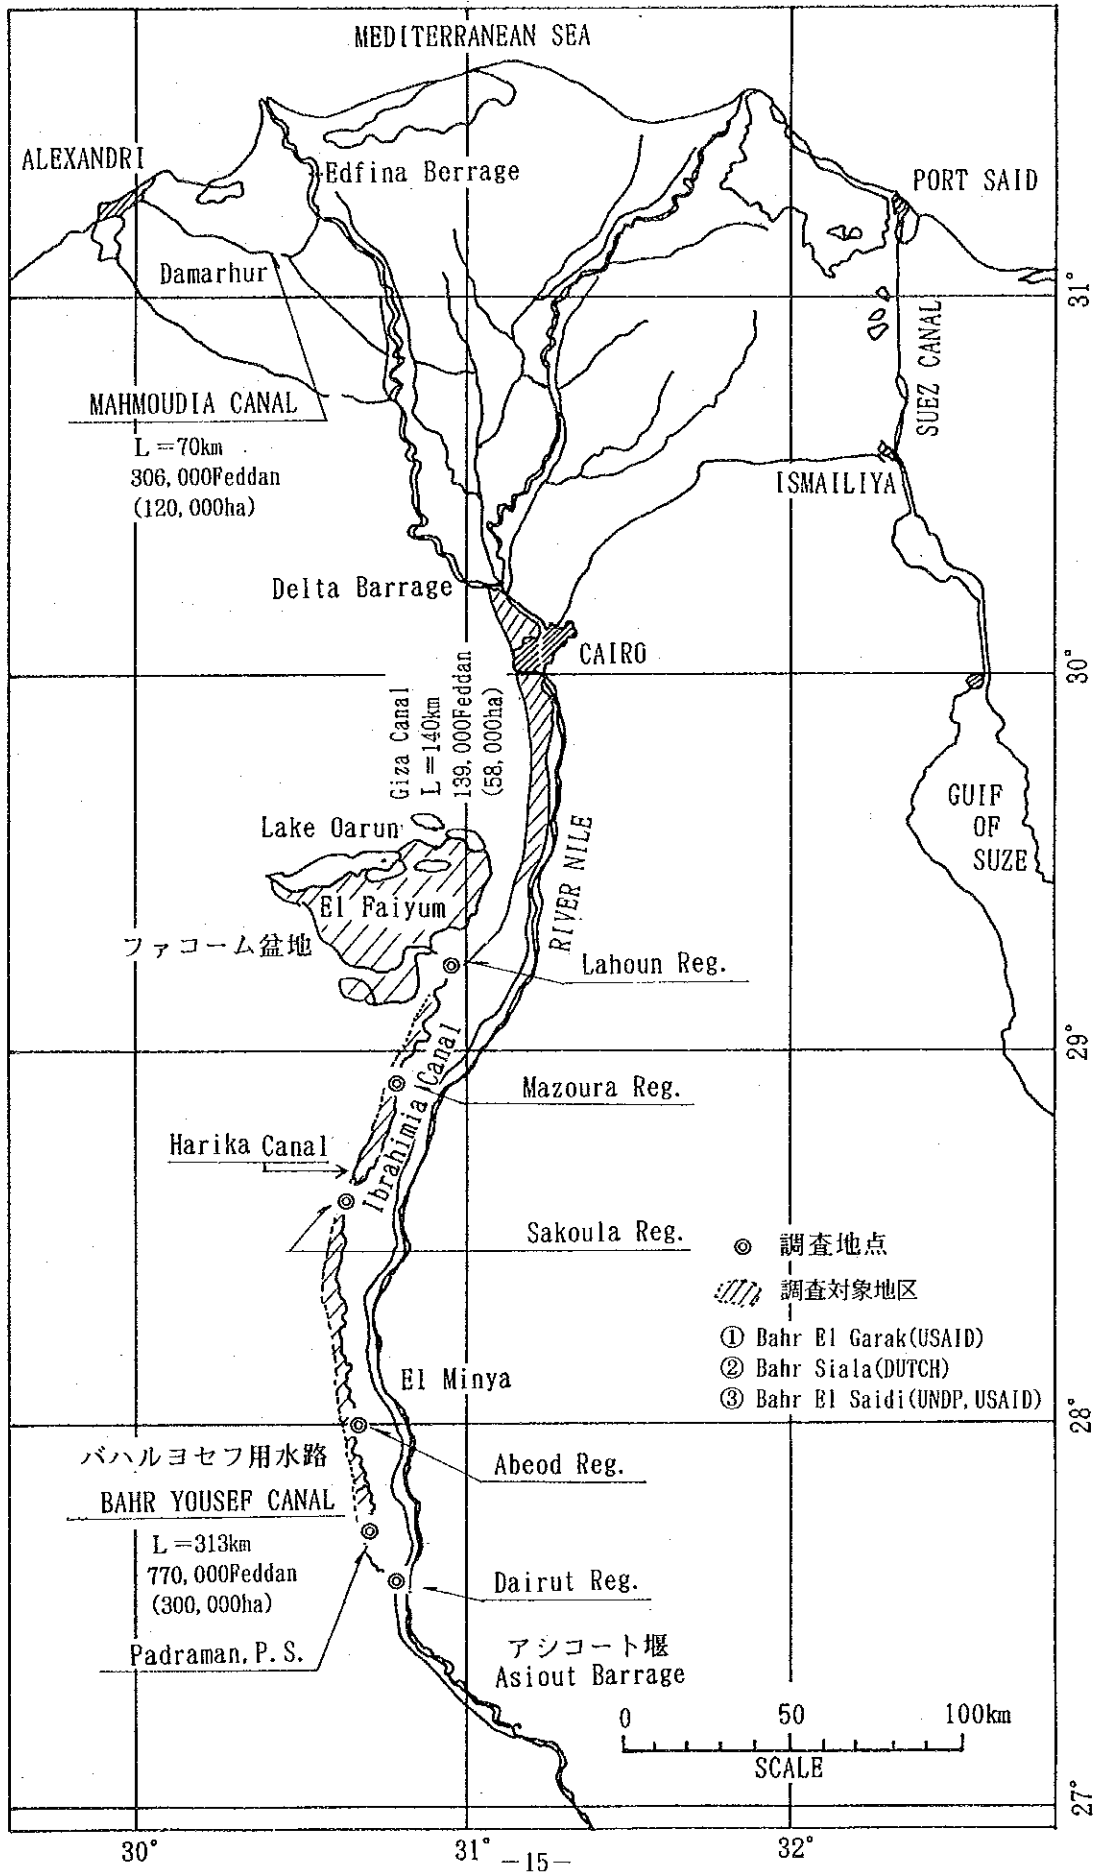 MEDITERRANEAN SEA
ALEXANDRI
Edfina Berrage
PORT SAID
Damarhur
31°
SUEZ CANAL
MAHMOUDIA CANAL
L=70km
306,000Feddan
(120,000ha)
ISMAILIYA
Delta Barrage
CAIRO
30°
Giza Canal
L=140km
139,000Feddan
(58,000ha)
GUIF
OF
SUZE
Lake Oarun
RIVER NILE
El Faiyum
ファコーム盆地
Lahoun Reg.
29°
Ibrahimia Canal
Mazoura Reg.
Harika Canal
Sakoula Reg.
◎ 調査地点
調査対象地区
① Bahr El Garak(USAID)
② Bahr Siala(DUTCH)
③ Bahr El Saidi(UNDP,USAID)
El Minya
28°
バハルヨセフ用水路
Abeod Reg.
BAHR YOUSEF CANAL
L=313km
770,000Feddan
(300,000ha)
Dairut Reg.
Padraman,P.S.
アシコート堰
Asiout Barrage
0 50 100km
SCALE
27°
30° 31° 32°
-15-